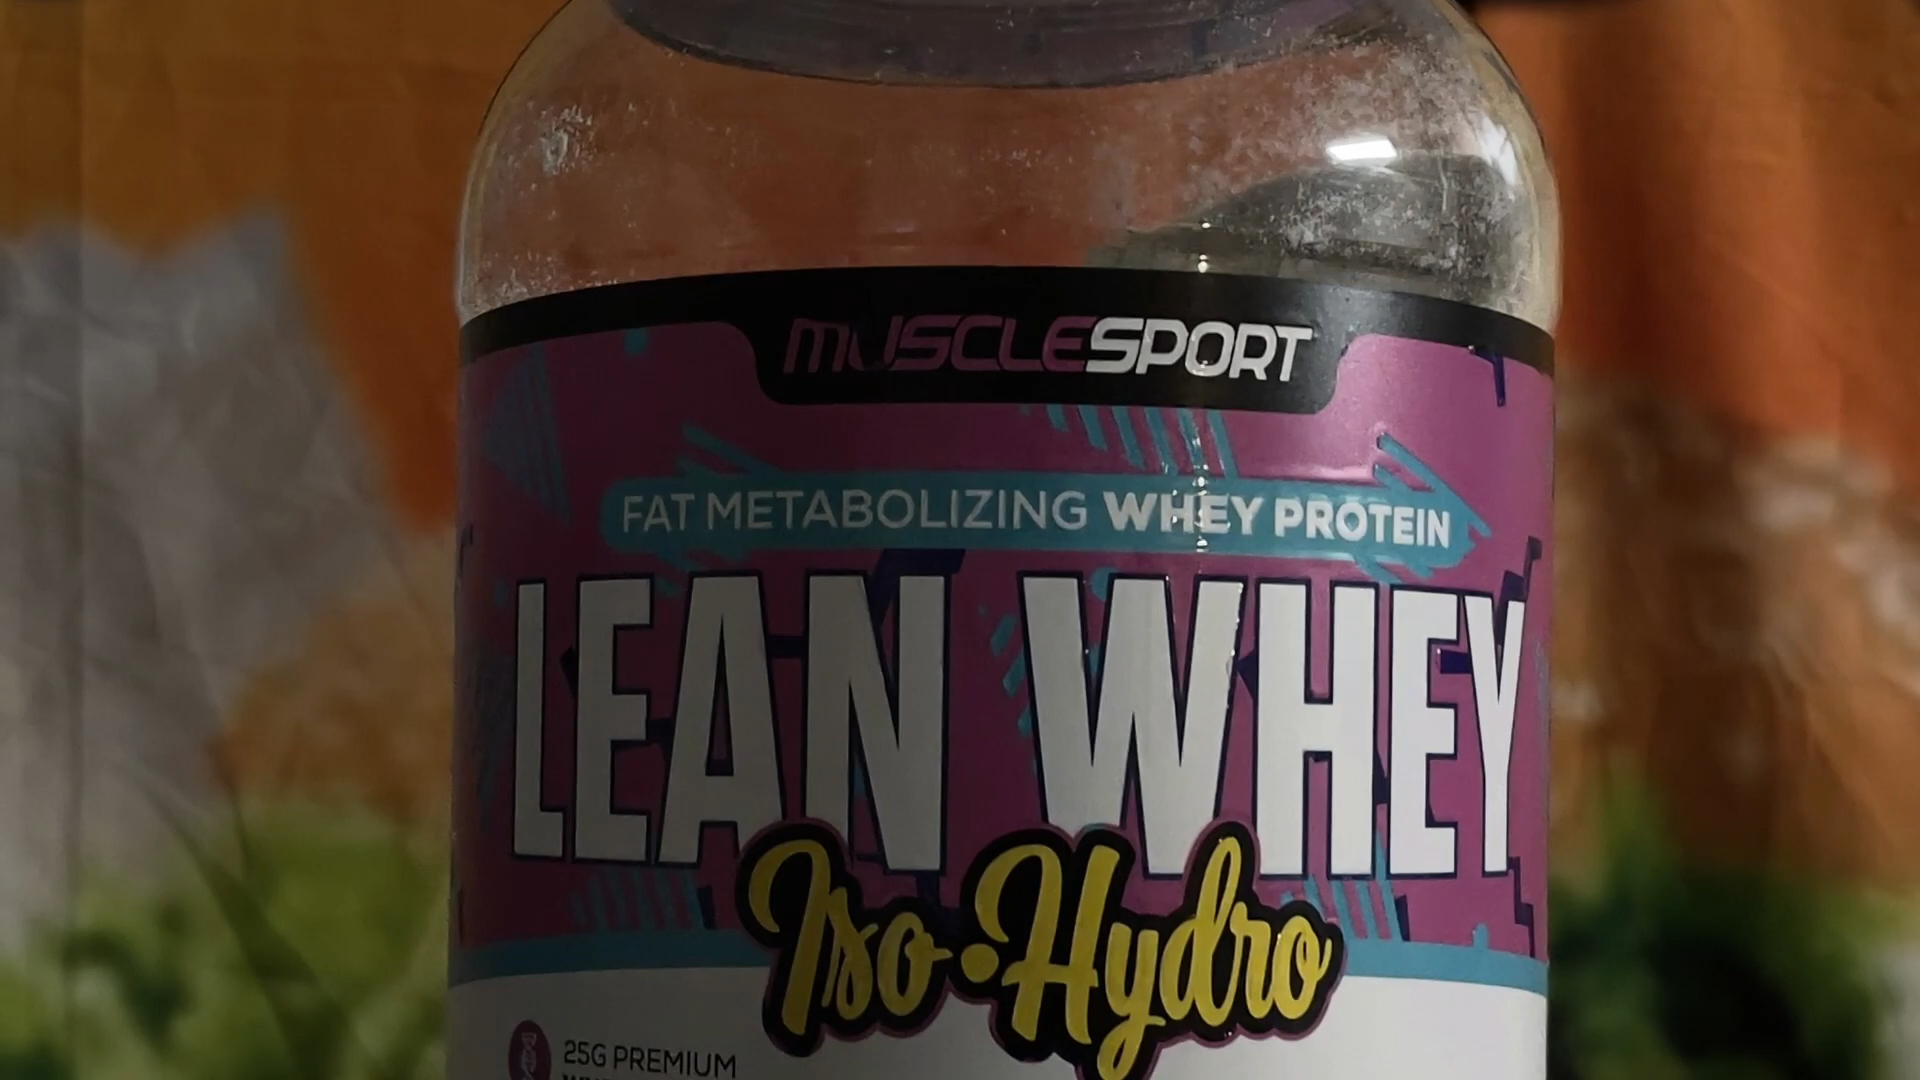 MUSCLESPORT
FAT METABOLIZING WHEY PROTEIN
LEAN WHEY
Iso•Hydro
25G PREMIUM